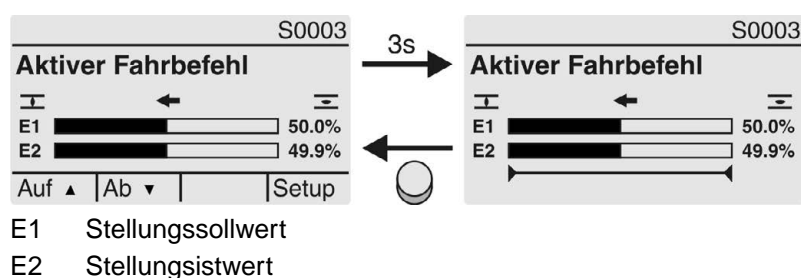 S0003
Aktiver Fahrbefehl
E1 50.0%
E2 49.9%
Auf ▲ Ab ▼ Setup
3s
S0003
Aktiver Fahrbefehl
E1 50.0%
E2 49.9%
E1 Stellungssollwert
E2 Stellungsistwert